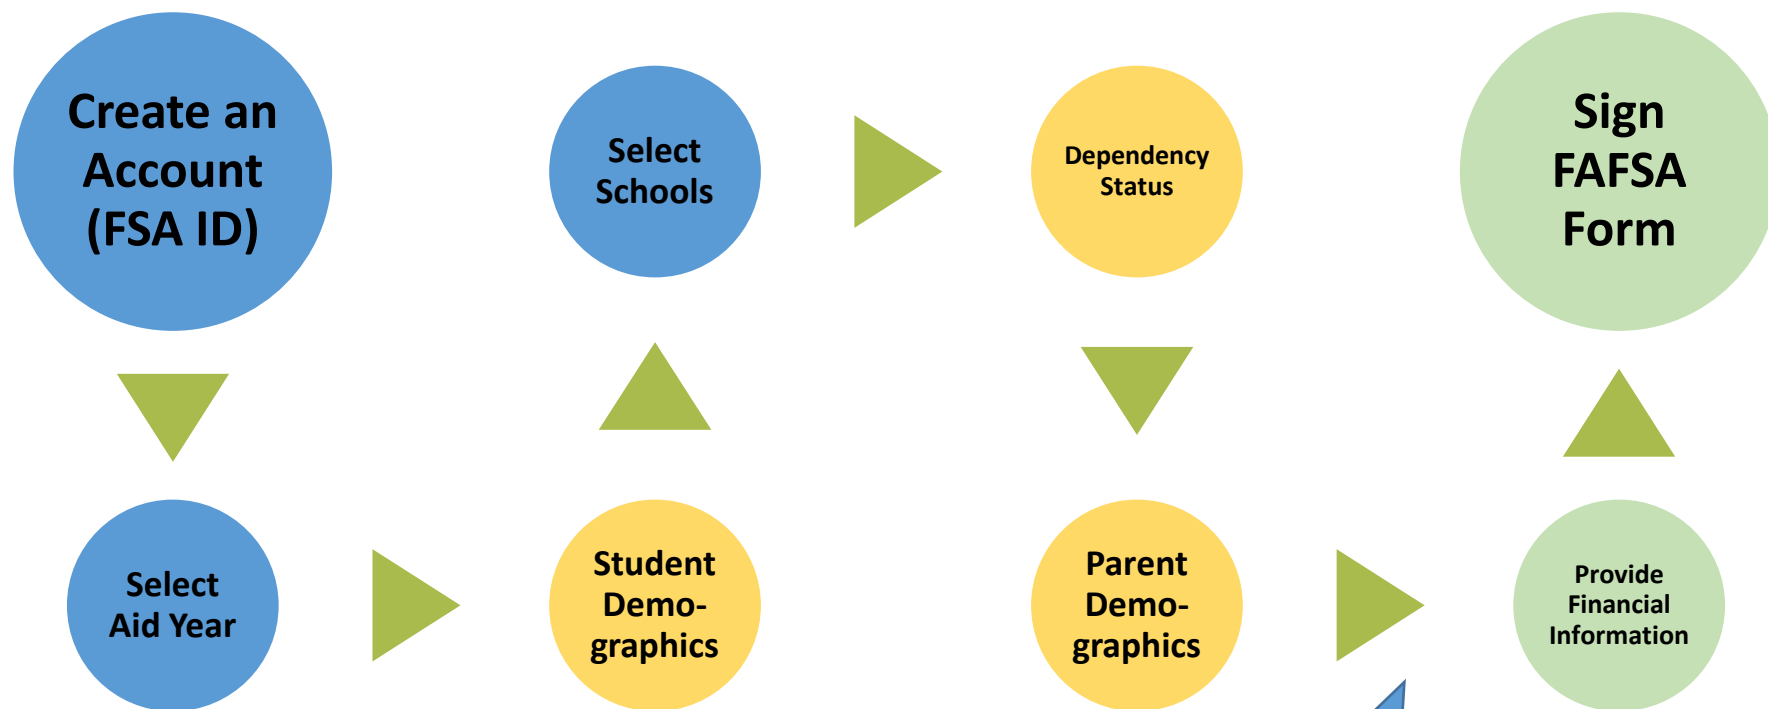 Create an
Account
(FSA ID)
Select
Aid Year
Student
Demo-
graphics
Select
Schools
Dependency
Status
Parent
Demo-
graphics
Provide
Financial
Information
Sign
FAFSA
Form